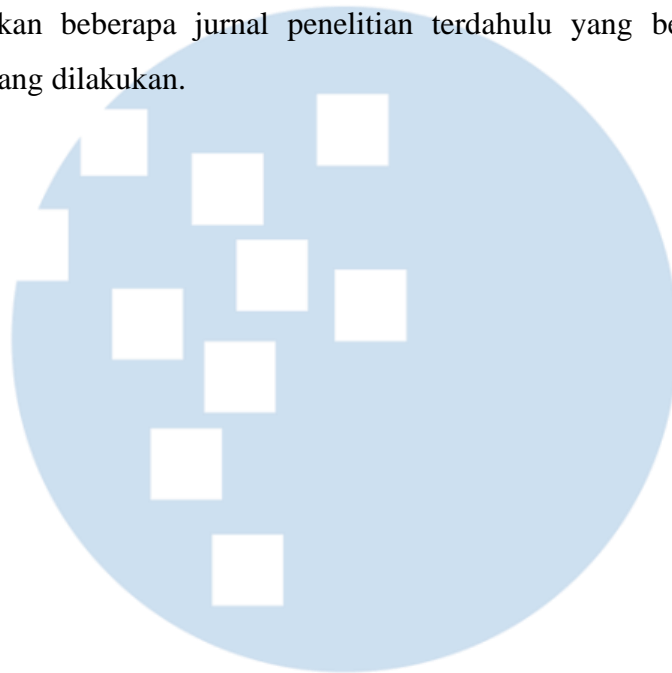 kan beberapa jurnal penelitian terdahulu yang be
ang dilakukan.